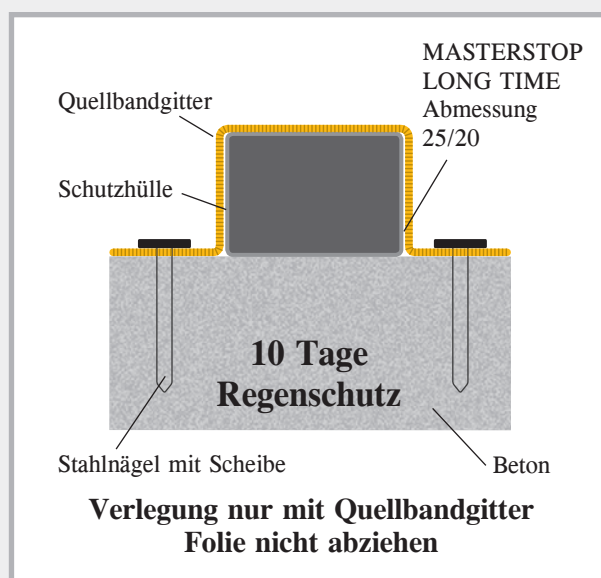 MASTERSTOP
LONG TIME
Abmessung
25/20
Quellbandgitter
Schutzhülle
10 Tage
Regenschutz
Stahlnägel mit Scheibe
Beton
Verlegung nur mit Quellbandgitter
Folie nicht abziehen